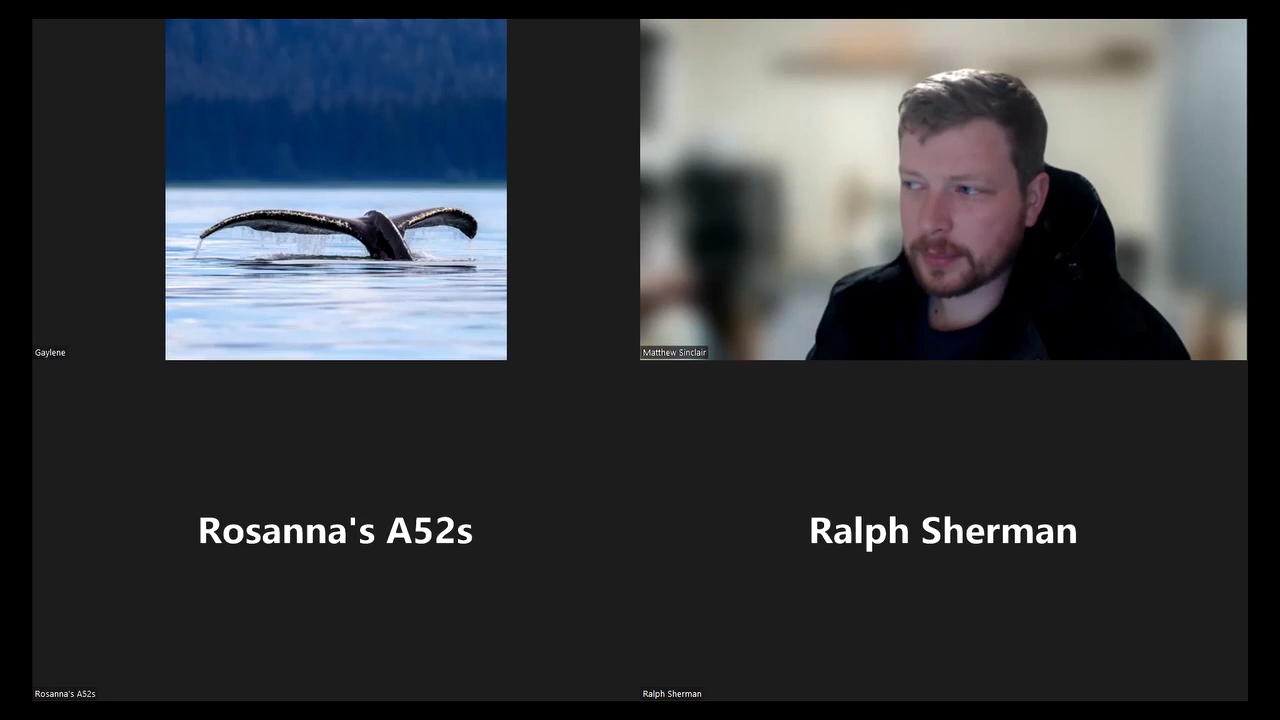 Gaylene
Matthew Sinclair
Rosanna's A52s
Ralph Sherman
Rosanna's A52s
Ralph Sherman